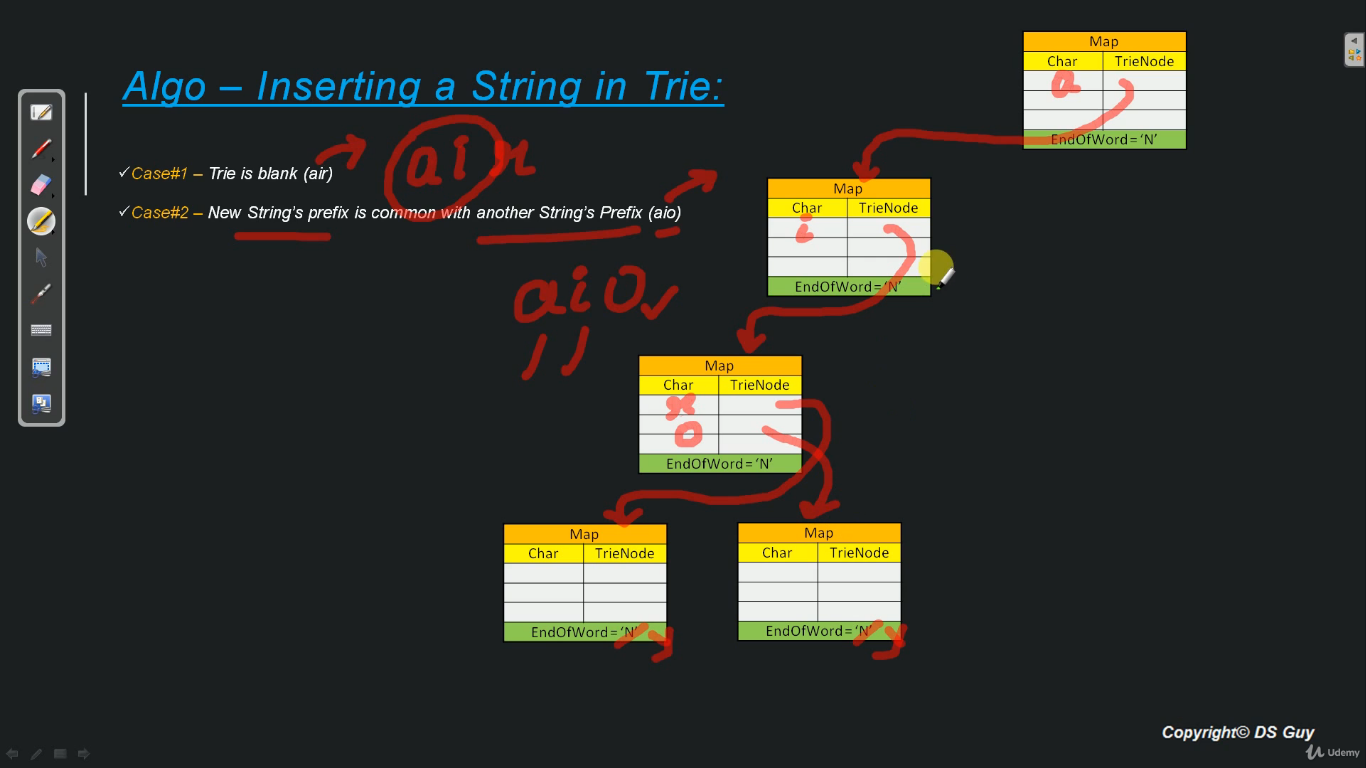 Algo – Inserting a String in Trie:
✓Case#1 – Trie is blank (air)
air
✓Case#2 – New String's prefix is common with another String's Prefix (aio)
aio
Map
Char TrieNode
a
EndOfWord = 'N'
Map
Char TrieNode
i
EndOfWord = 'N'
Map
Char TrieNode
r
o
EndOfWord = 'N'
Map
Char TrieNode
EndOfWord = 'N' y
Map
Char TrieNode
EndOfWord = 'N' y
Copyright© DS Guy
Udemy